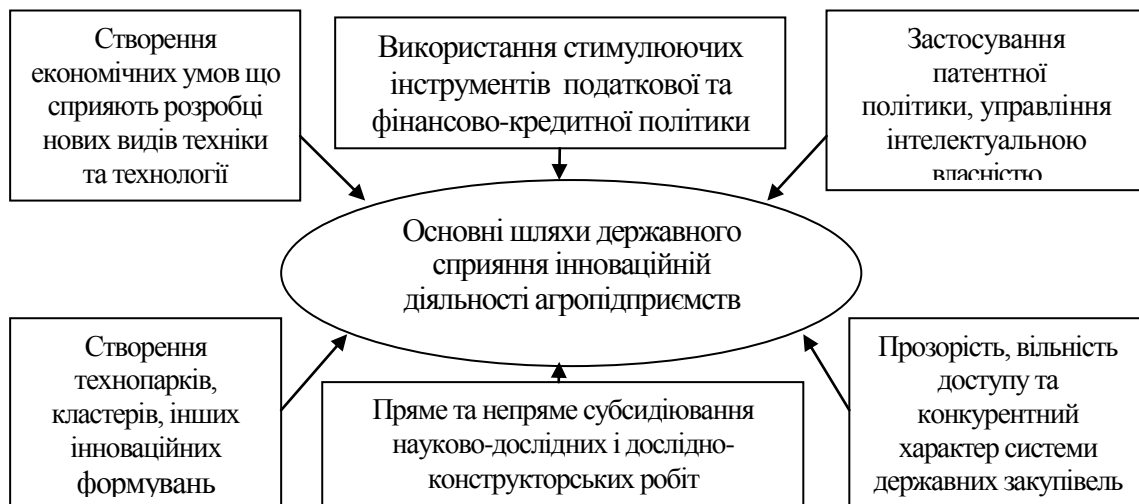 Створення
економічних умов що
сприяють розробці
нових видів техніки
та технології
Використання стимулюючих
інструментів податкової та
фінансово-кредитної політики
Застосування
патентної
політики, управління
інтелектуальною
власністю
Основні шляхи державного
сприяння інноваційній
діяльності агропідприємств
Створення
технопарків,
кластерів, інших
інноваційних
формувань
Пряме та непряме субсидіювання
науково-дослідних і дослідно-
конструкторських робіт
Прозорість, вільність
доступу та
конкурентний
характер системи
державних закупівель